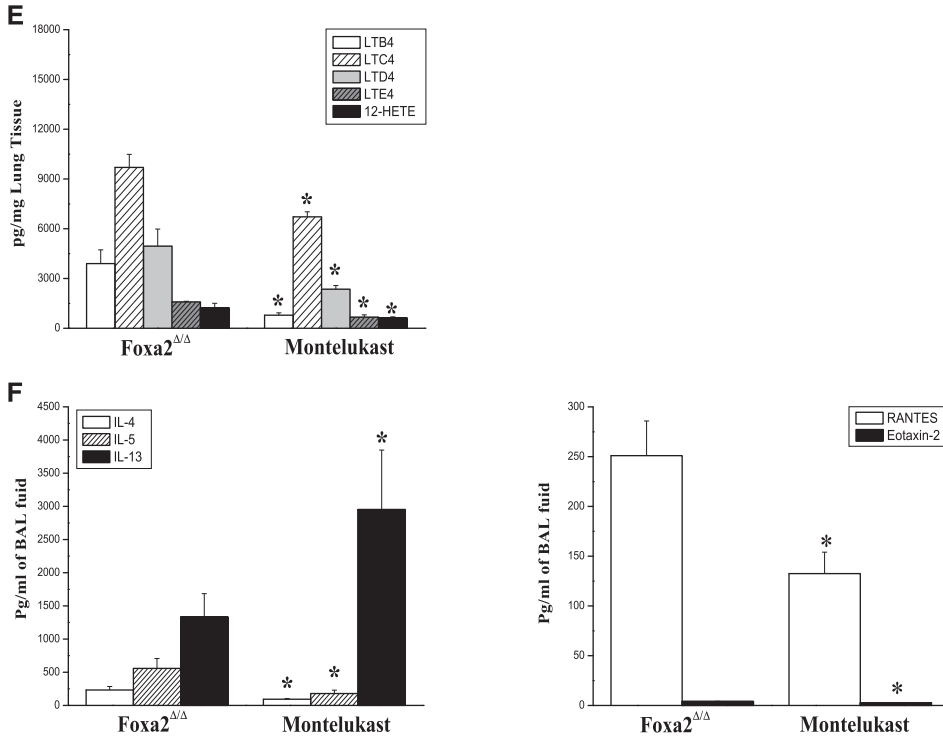 E
18000
15000
12000
9000
6000
3000
0
pg/mg Lung Tissue
LTB4
LTC4
LTD4
LTE4
12-HETE
* * * * *
Foxa2Δ/Δ
Montelukast
F
4500
4000
3500
3000
2500
2000
1500
1000
500
0
Pg/ml of BAL fuid
IL-4
IL-5
IL-13
* * *
Foxa2Δ/Δ
Montelukast
300
250
200
150
100
50
0
Pg/ml of BAL fuid
RANTES
Eotaxin-2
* *
Foxa2Δ/Δ
Montelukast